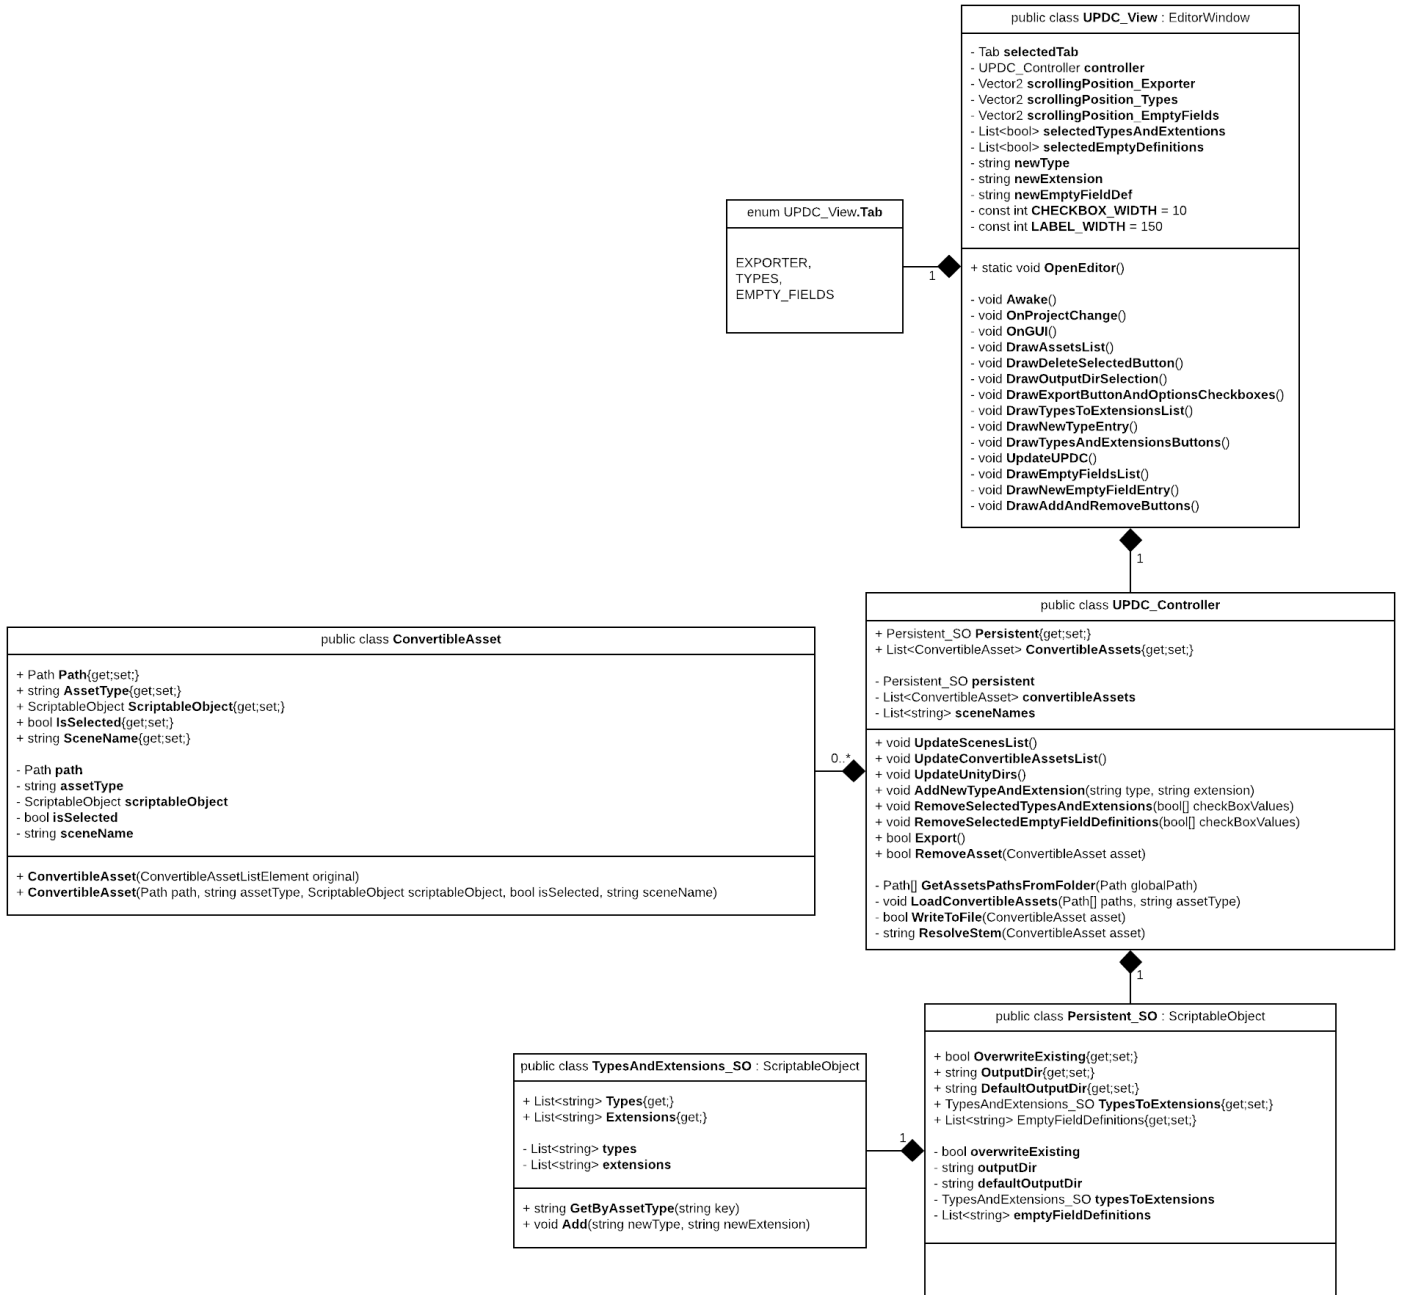 public class UPDC_View : EditorWindow
- Tab selectedTab
- UPDC_Controller controller
- Vector2 scrollingPosition_Exporter
- Vector2 scrollingPosition_Types
- Vector2 scrollingPosition_EmptyFields
- List<bool> selectedTypesAndExtentions
- List<bool> selectedEmptyDefinitions
- string newType
- string newExtension
- string newEmptyFieldDef
- const int CHECKBOX_WIDTH = 10
- const int LABEL_WIDTH = 150
+ static void OpenEditor()
- void Awake()
- void OnProjectChange()
- void OnGUI()
- void DrawAssetsList()
- void DrawDeleteSelectedButton()
- void DrawOutputDirSelection()
- void DrawExportButtonAndOptionsCheckboxes()
- void DrawTypesToExtensionsList()
- void DrawNewTypeEntry()
- void DrawTypesAndExtensionsButtons()
- void UpdateUPDC()
- void DrawEmptyFieldsList()
- void DrawNewEmptyFieldEntry()
- void DrawAddAndRemoveButtons()
enum UPDC_View.Tab
EXPORTER,
TYPES,
EMPTY_FIELDS
1
1
public class UPDC_Controller
+ Persistent_SO Persistent{get;set;}
+ List<ConvertibleAsset> ConvertibleAssets{get;set;}
- Persistent_SO persistent
- List<ConvertibleAsset> convertibleAssets
- List<string> sceneNames
+ void UpdateScenesList()
+ void UpdateConvertibleAssetsList()
+ void UpdateUnityDirs()
+ void AddNewTypeAndExtension(string type, string extension)
+ void RemoveSelectedTypesAndExtensions(bool[] checkBoxValues)
+ void RemoveSelectedEmptyFieldDefinitions(bool[] checkBoxValues)
+ bool Export()
+ bool RemoveAsset(ConvertibleAsset asset)
- Path[] GetAssetsPathsFromFolder(Path globalPath)
- void LoadConvertibleAssets(Path[] paths, string assetType)
- bool WriteToFile(ConvertibleAsset asset)
- string ResolveStem(ConvertibleAsset asset)
public class ConvertibleAsset
+ Path Path{get;set;}
+ string AssetType{get;set;}
+ ScriptableObject ScriptableObject{get;set;}
+ bool IsSelected{get;set;}
+ string SceneName{get;set;}
- Path path
- string assetType
- ScriptableObject scriptableObject
- bool isSelected
- string sceneName
+ ConvertibleAsset(ConvertibleAssetListElement original)
+ ConvertibleAsset(Path path, string assetType, ScriptableObject scriptableObject, bool isSelected, string sceneName)
0..*
1
public class Persistent_SO : ScriptableObject
+ bool OverwriteExisting{get;set;}
+ string OutputDir{get;set;}
+ string DefaultOutputDir{get;set;}
+ TypesAndExtensions_SO TypesToExtensions{get;set;}
+ List<string> EmptyFieldDefinitions{get;set;}
- bool overwriteExisting
- string outputDir
- string defaultOutputDir
- TypesAndExtensions_SO typesToExtensions
- List<string> emptyFieldDefinitions
public class TypesAndExtensions_SO : ScriptableObject
+ List<string> Types{get;}
+ List<string> Extensions{get;}
- List<string> types
- List<string> extensions
+ string GetByAssetType(string key)
+ void Add(string newType, string newExtension)
1